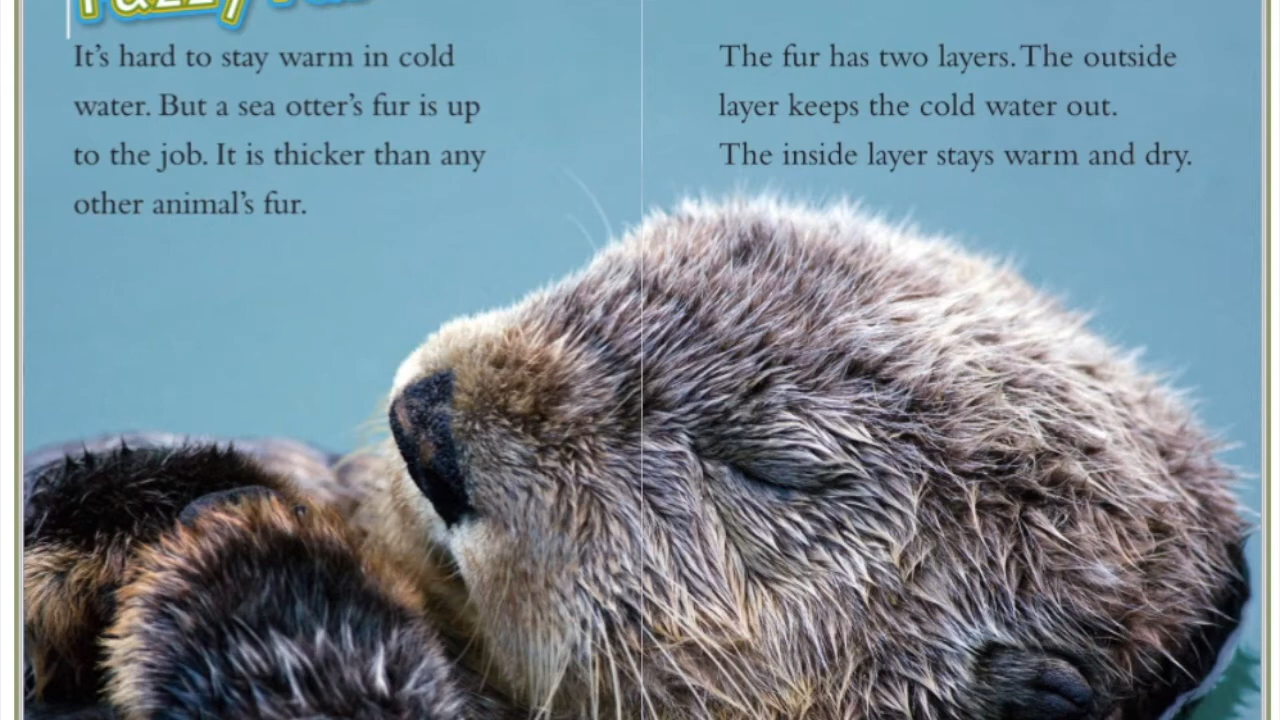 It's hard to stay warm in cold
water. But a sea otter's fur is up
to the job. It is thicker than any
other animal's fur.
The fur has two layers. The outside
layer keeps the cold water out.
The inside layer stays warm and dry.